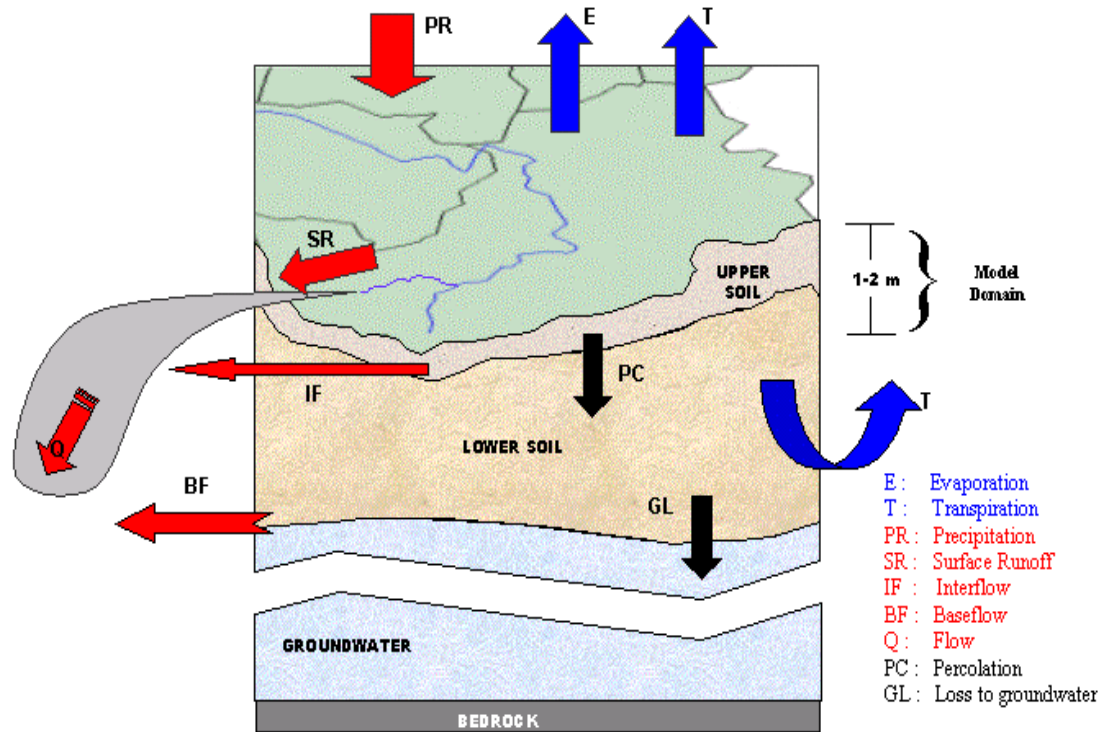 PR
E
T
SR
UPPER
SOIL
1-2 m
Model
Domain
IF
PC
T
LOWER SOIL
Q
BF
GL
E : Evaporation
T : Transpiration
PR : Precipitation
SR : Surface Runoff
IF : Interflow
BF : Baseflow
Q : Flow
PC : Percolation
GL : Loss to groundwater
GROUNDWATER
BEDROCK